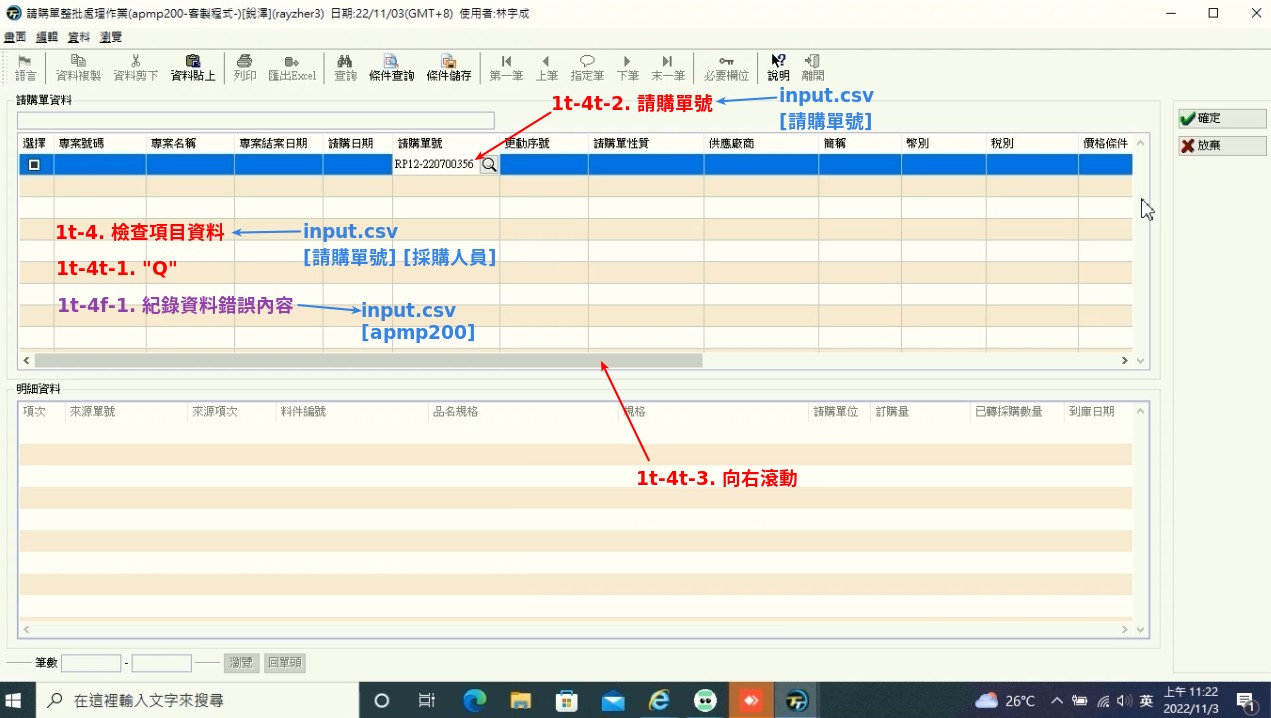 請購單整批處理作業(apmp200-客製程式-)[銳澤](rayzher3) 日期:22/11/03(GMT+8) 使用者:林宇成
畫面 編輯 資料 瀏覽
語言 資料複製 資料剪下 資料貼上 列印 匯出Excel 查詢 條件查詢 條件儲存 第一筆 上筆 指定筆 下筆 末一筆 必要欄位 說明 離開
請購單資料
1t-4t-2. 請購單號
input.csv
[請購單號]
確定
放棄
選擇 專案號碼 專案名稱 專案結案日期 請購日期 請購單號 更動序號 請購單性質 供應廠商 簡稱 幣別 稅別 價格條件
RP12-220700356
1t-4. 檢查項目資料
input.csv
[請購單號] [採購人員]
1t-4t-1. "Q"
1t-4f-1. 紀錄資料錯誤內容
input.csv
[apmp200]
明細資料
項次 來源單號 來源項次 料件編號 品名規格 規格 請購單位 訂購量 已轉採購數量 到庫日期
1t-4t-3. 向右滾動
筆數 - 瀏覽 回單頭
在這裡輸入文字來搜尋
26°C
英
上午 11:22
2022/11/3
1